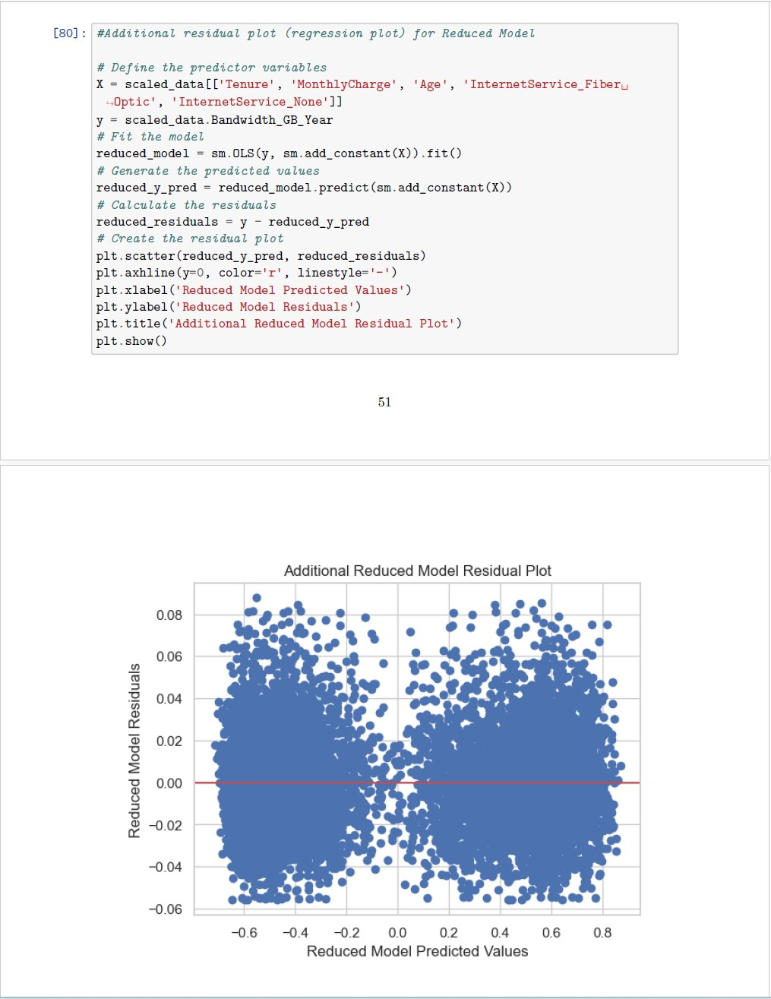 [80]: #Additional residual plot (regression plot) for Reduced Model
# Define the predictor variables
X = scaled_data[['Tenure', 'MonthlyCharge', 'Age', 'InternetService_Fiber␣
↪Optic', 'InternetService_None']]
y = scaled_data.Bandwidth_GB_Year
# Fit the model
reduced_model = sm.OLS(y, sm.add_constant(X)).fit()
# Generate the predicted values
reduced_y_pred = reduced_model.predict(sm.add_constant(X))
# Calculate the residuals
reduced_residuals = y - reduced_y_pred
# Create the residual plot
plt.scatter(reduced_y_pred, reduced_residuals)
plt.axhline(y=0, color='r', linestyle='-')
plt.xlabel('Reduced Model Predicted Values')
plt.ylabel('Reduced Model Residuals')
plt.title('Additional Reduced Model Residual Plot')
plt.show()
51
Additional Reduced Model Residual Plot
Reduced Model Residuals
0.08
0.06
0.04
0.02
0.00
−0.02
−0.04
−0.06
−0.6 −0.4 −0.2 0.0 0.2 0.4 0.6 0.8
Reduced Model Predicted Values